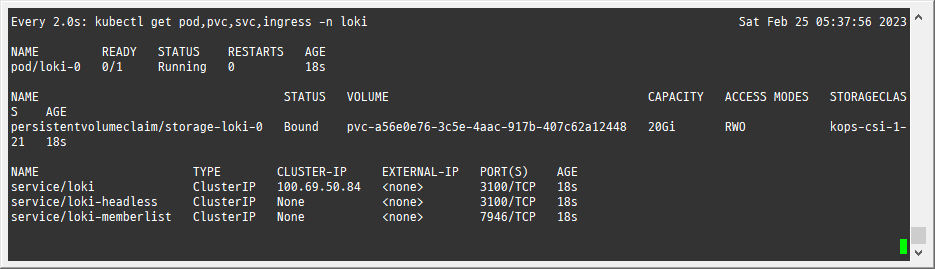 Every 2.0s: kubectl get pod,pvc,svc,ingress -n loki Sat Feb 25 05:37:56 2023
NAME READY STATUS RESTARTS AGE
pod/loki-0 0/1 Running 0 18s
NAME STATUS VOLUME CAPACITY ACCESS MODES STORAGECLAS
S AGE
persistentvolumeclaim/storage-loki-0 Bound pvc-a56e0e76-3c5e-4aac-917b-407c62a12448 20Gi RWO kops-csi-1-
21 18s
NAME TYPE CLUSTER-IP EXTERNAL-IP PORT(S) AGE
service/loki ClusterIP 100.69.50.84 <none> 3100/TCP 18s
service/loki-headless ClusterIP None <none> 3100/TCP 18s
service/loki-memberlist ClusterIP None <none> 7946/TCP 18s